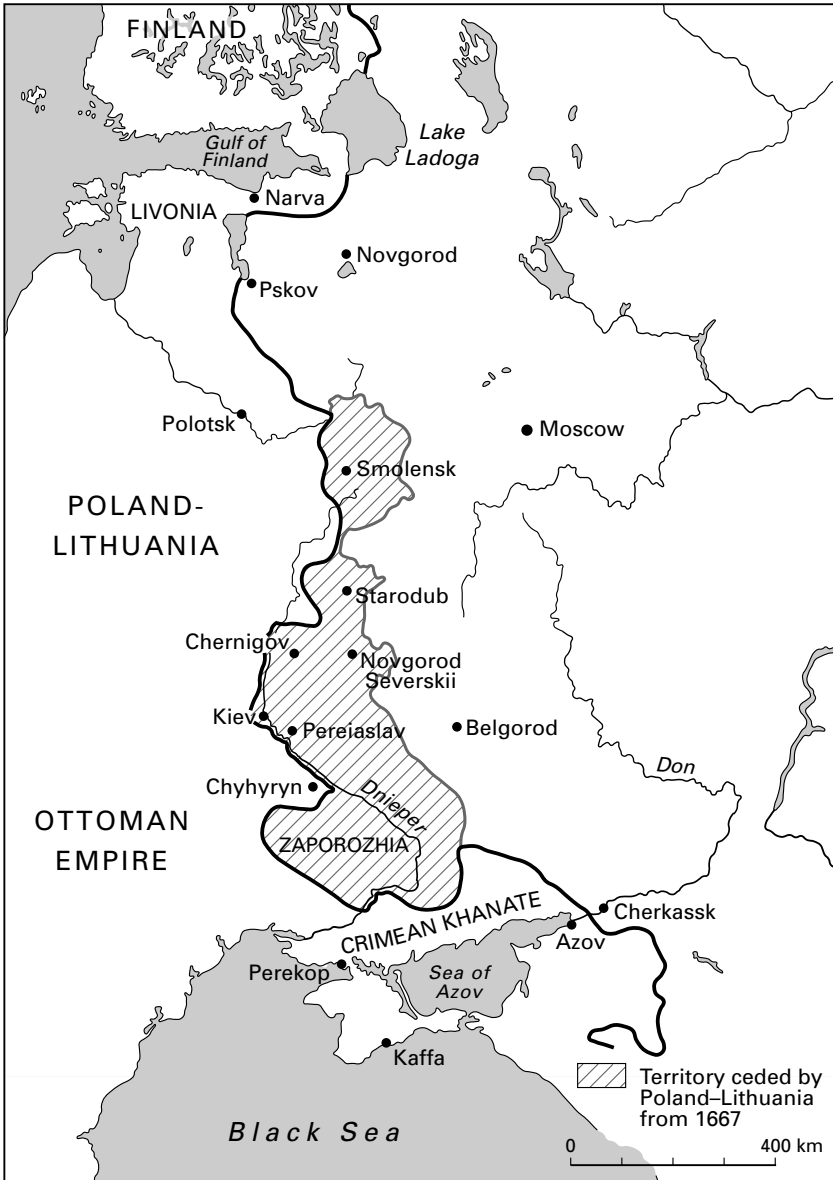 FINLAND
Lake
Ladoga
Gulf of
Finland
Narva
LIVONIA
Novgorod
Pskov
Polotsk
Moscow
Smolensk
POLAND-
LITHUANIA
Starodub
Chernigov
Novgorod
Severskii
Kiev
Pereiaslav
Belgorod
Don
Chyhyryn
Dnieper
OTTOMAN
EMPIRE
ZAPOROZHIA
CRIMEAN KHANATE
Cherkassk
Azov
Perekop
Sea of
Azov
Kaffa
Territory ceded by
Poland–Lithuania
from 1667
Black Sea
0 400 km